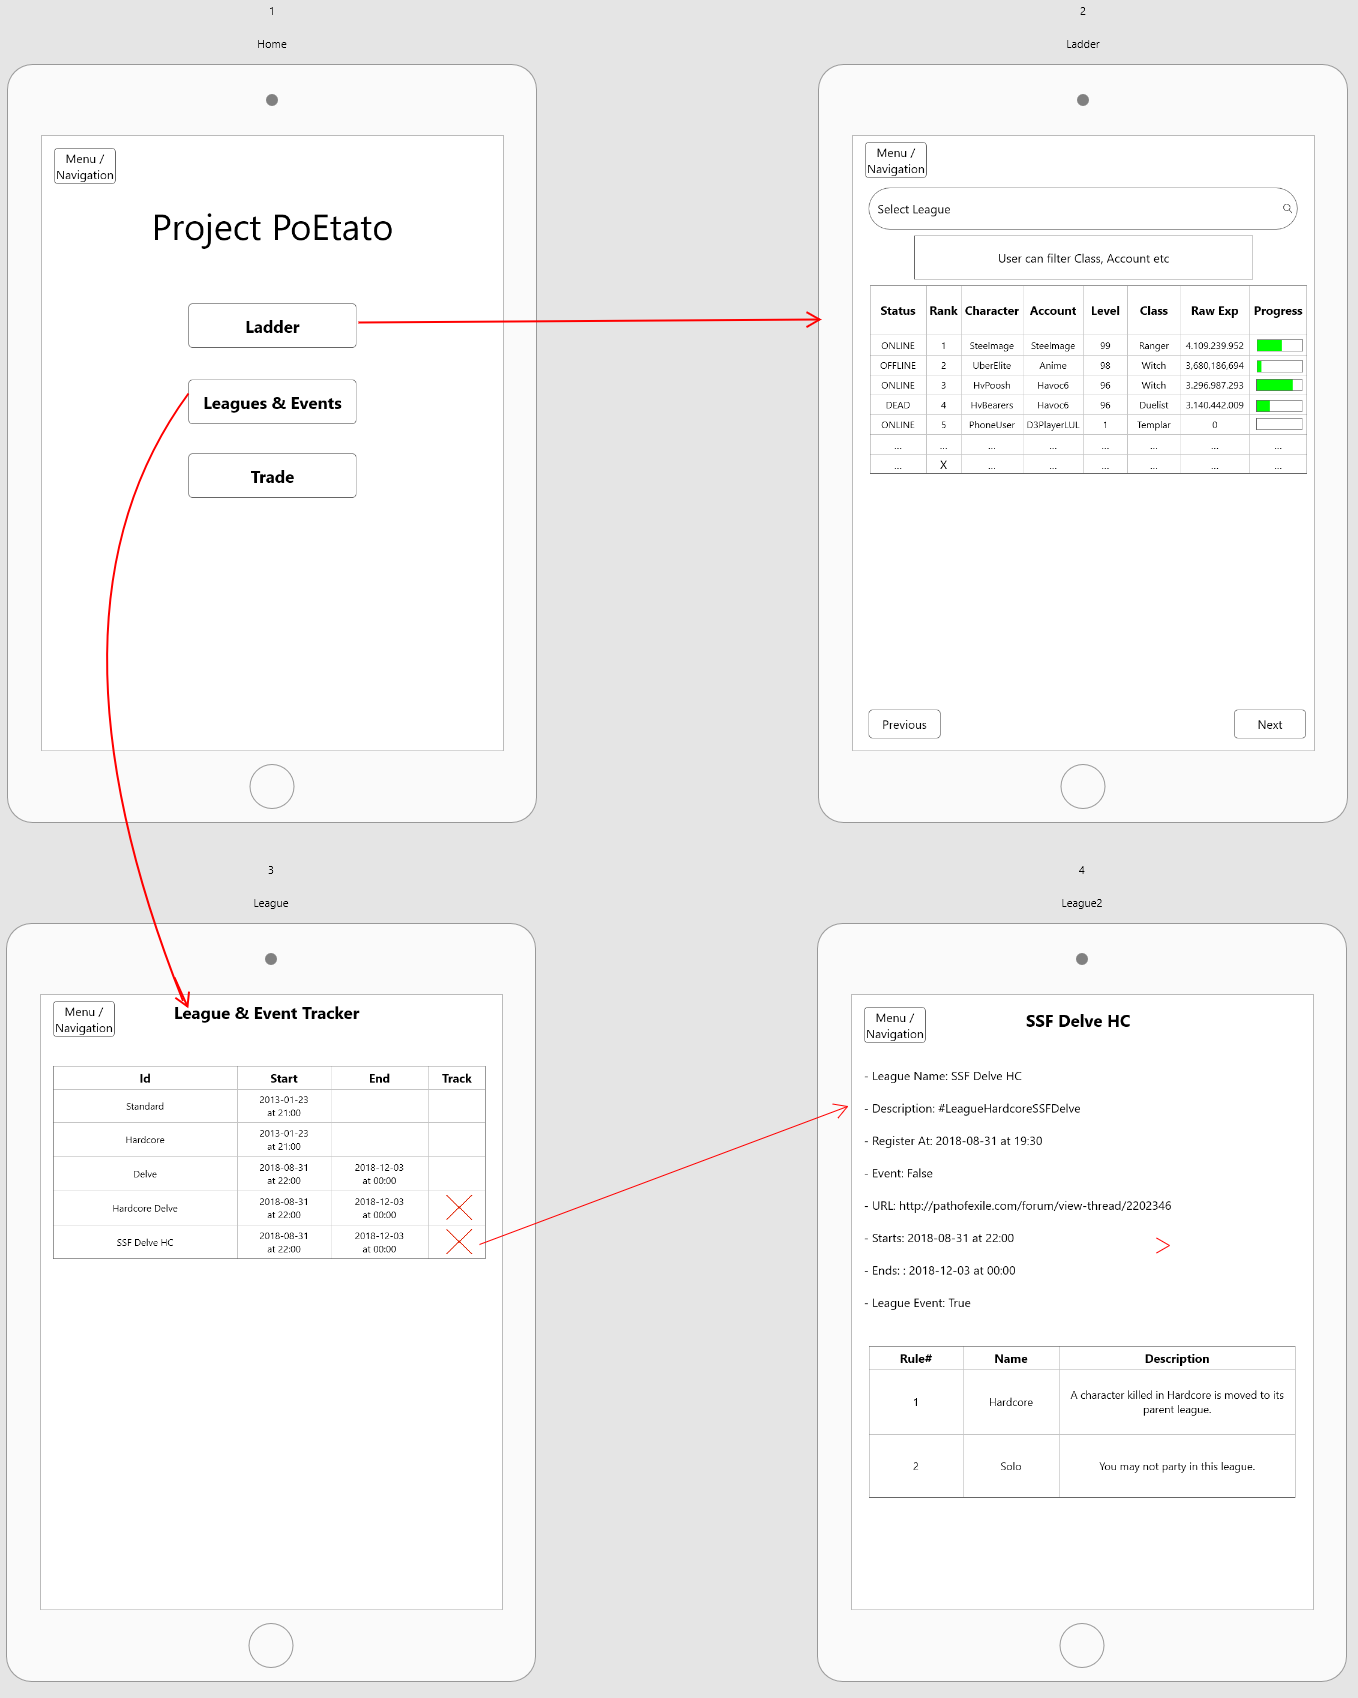 1
Home
Menu /
Navigation
Project PoEtato
Ladder
Leagues & Events
Trade
2
Ladder
Menu /
Navigation
Select League
User can filter Class, Account etc
Status Rank Character Account Level Class Raw Exp Progress
ONLINE 1 Steelmage Steelmage 99 Ranger 4.109.239.952
OFFLINE 2 UberElite Anime 98 Witch 3,680,186,694
ONLINE 3 HvPoosh Havoc6 96 Witch 3.296.987.293
DEAD 4 HvBearers Havoc6 96 Duelist 3.140.442.009
ONLINE 5 PhoneUser D3PlayerLUL 1 Templar 0
... ... ... ... ... ... ... ...
... X ... ... ... ... ... ...
Previous Next
3
League
Menu /
Navigation
League & Event Tracker
Id Start End Track
Standard 2013-01-23
at 21:00
Hardcore 2013-01-23
at 21:00
Delve 2018-08-31 2018-12-03
at 22:00 at 00:00
Hardcore Delve 2018-08-31 2018-12-03
at 22:00 at 00:00
SSF Delve HC 2018-08-31 2018-12-03
at 22:00 at 00:00
4
League2
Menu /
Navigation
SSF Delve HC
- League Name: SSF Delve HC
- Description: #LeagueHardcoreSSFDelve
- Register At: 2018-08-31 at 19:30
- Event: False
- URL: http://pathofexile.com/forum/view-thread/2202346
- Starts: 2018-08-31 at 22:00
- Ends: : 2018-12-03 at 00:00
- League Event: True
Rule# Name Description
1 Hardcore A character killed in Hardcore is moved to its
parent league.
2 Solo You may not party in this league.